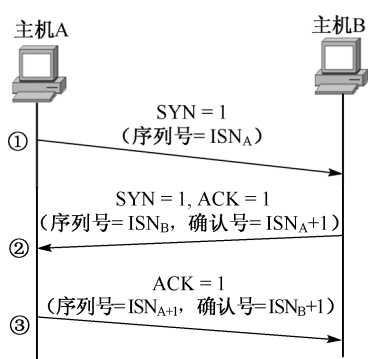 主机A
主机B
SYN = 1
①
（序列号= ISNA）
SYN = 1, ACK = 1
（序列号= ISNB，确认号=ISNA+1）
②
ACK = 1
（序列号=ISNA+1，确认号=ISNB+1）
③